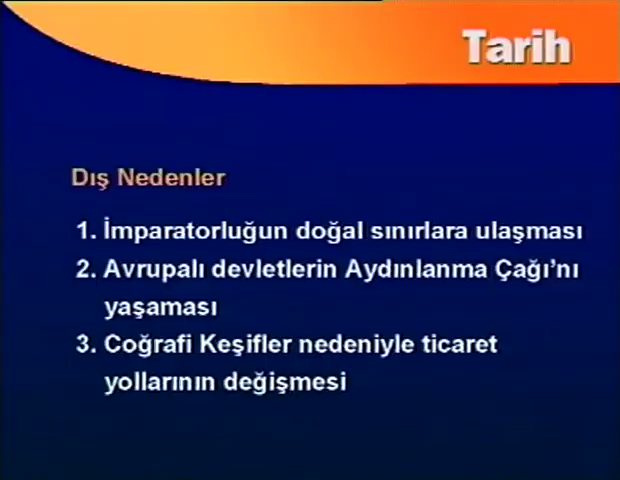 Tarih
Dış Nedenler
1. İmparatorluğun doğal sınırlara ulaşması
2. Avrupalı devletlerin Aydınlanma Çağı'nı
yaşaması
3. Coğrafi Keşifler nedeniyle ticaret
yollarının değişmesi